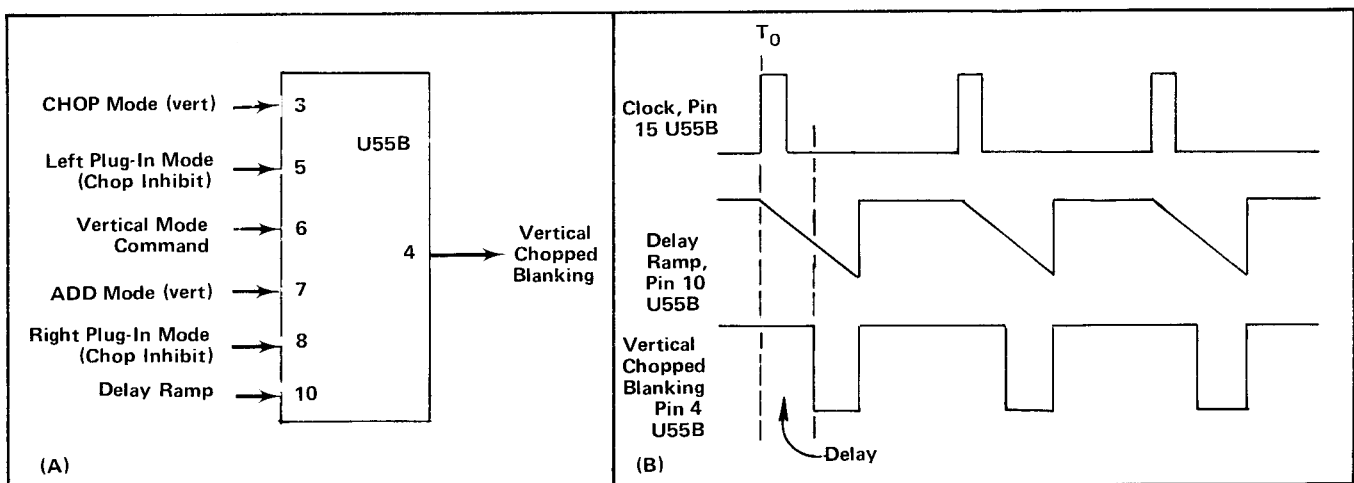 CHOP Mode (vert)
3
Left Plug-In Mode
(Chop Inhibit)
5
Vertical Mode
Command
6
ADD Mode (vert)
7
Right Plug-In Mode
(Chop Inhibit)
8
Delay Ramp
10
U55B
4
Vertical
Chopped
Blanking
(A)
T0
Clock, Pin
15 U55B
Delay
Ramp,
Pin 10
U55B
Vertical
Chopped
Blanking
Pin 4
U55B
Delay
(B)